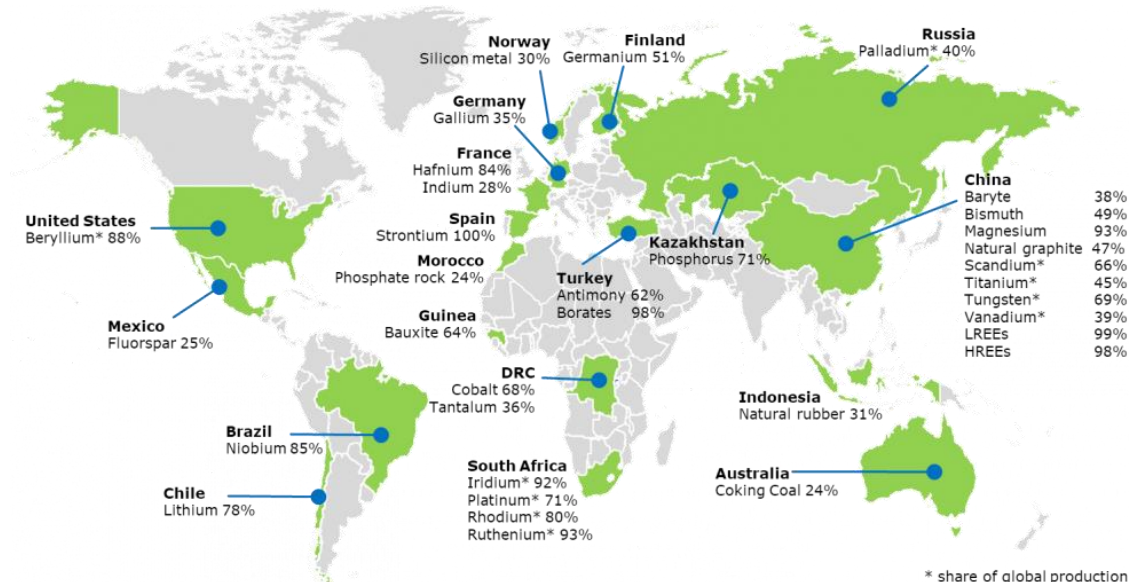 Norway
Silicon metal 30%
Finland
Germanium 51%
Russia
Palladium* 40%
Germany
Gallium 35%
France
Hafnium 84%
Indium 28%
Spain
Strontium 100%
Morocco
Phosphate rock 24%
Guinea
Bauxite 64%
United States
Beryllium* 88%
Mexico
Fluorspar 25%
Brazil
Niobium 85%
Chile
Lithium 78%
Turkey
Antimony 62%
Borates 98%
Kazakhstan
Phosphorus 71%
DRC
Cobalt 68%
Tantalum 36%
South Africa
Iridium* 92%
Platinum* 71%
Rhodium* 80%
Ruthenium* 93%
China
Baryte 38%
Bismuth 49%
Magnesium 93%
Natural graphite 47%
Scandium* 66%
Titanium* 45%
Tungsten* 69%
Vanadium* 39%
LREEs 99%
HREEs 98%
Indonesia
Natural rubber 31%
Australia
Coking Coal 24%
* share of global production